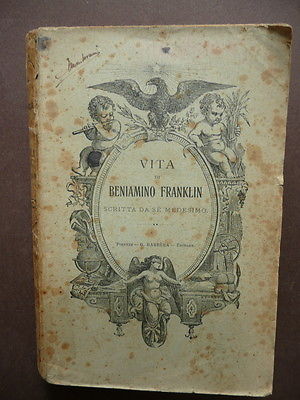 VITA
DI
BENIAMINO FRANKLIN
SCRITTA DA SÈ MEDESIMO.
FIRENZE — G. BARBÈRA — EDITORE.